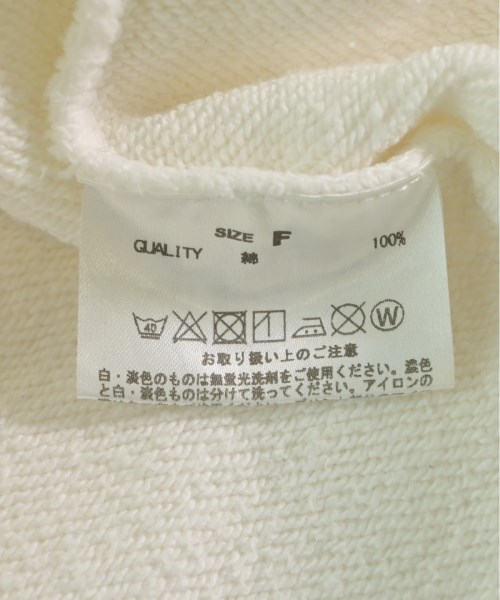 SIZE F
QUALITY 綿 100%
40 W
お取り扱い上のご注意
白・淡色のものは無蛍光洗剤をご使用ください。濃色
と白・淡色ものは分けて洗ってください。アイロンの